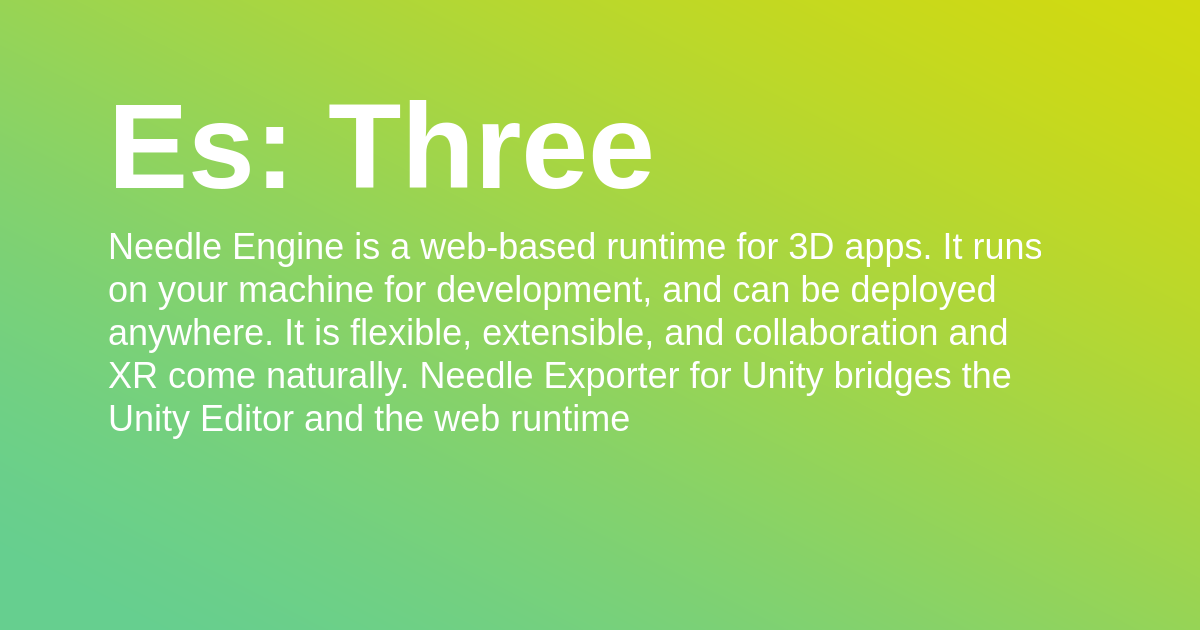 Es: Three
Needle Engine is a web-based runtime for 3D apps. It runs
on your machine for development, and can be deployed
anywhere. It is flexible, extensible, and collaboration and
XR come naturally. Needle Exporter for Unity bridges the
Unity Editor and the web runtime